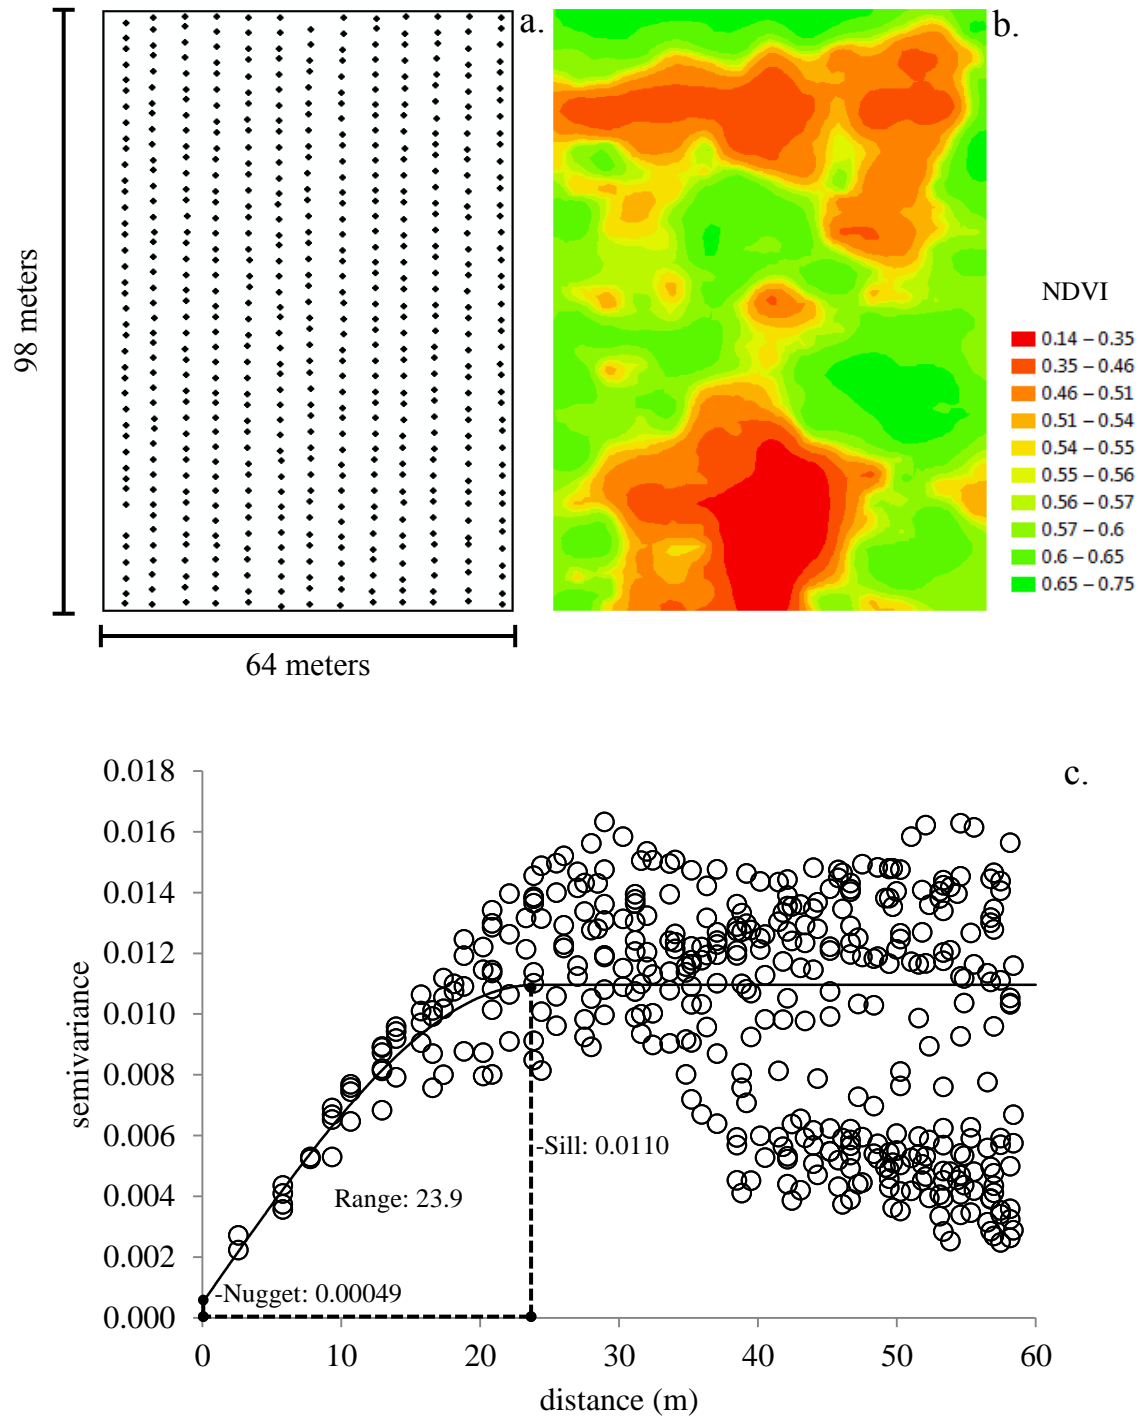 a.
b.
98 meters
64 meters
NDVI
0.14 – 0.35
0.35 – 0.46
0.46 – 0.51
0.51 – 0.54
0.54 – 0.55
0.55 – 0.56
0.56 – 0.57
0.57 – 0.6
0.6 – 0.65
0.65 – 0.75
c.
semivariance
0.018
0.016
0.014
0.012
0.010
0.008
0.006
0.004
0.002
0.000
-Sill: 0.0110
Range: 23.9
-Nugget: 0.00049
0 10 20 30 40 50 60
distance (m)